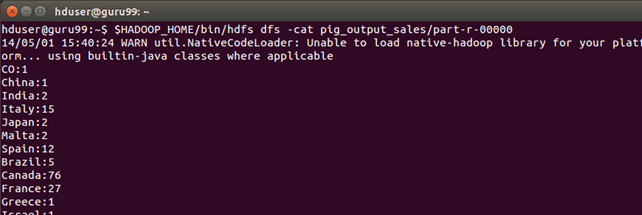 hduser@guru99: ~
hduser@guru99:~$ $HADOOP_HOME/bin/hdfs dfs -cat pig_output_sales/part-r-00000
14/05/01 15:40:24 WARN util.NativeCodeLoader: Unable to load native-hadoop library for your platf
orm... using builtin-java classes where applicable
CO:1
China:1
India:2
Italy:15
Japan:2
Malta:2
Spain:12
Brazil:5
Canada:76
France:27
Greece:1
Israel:1